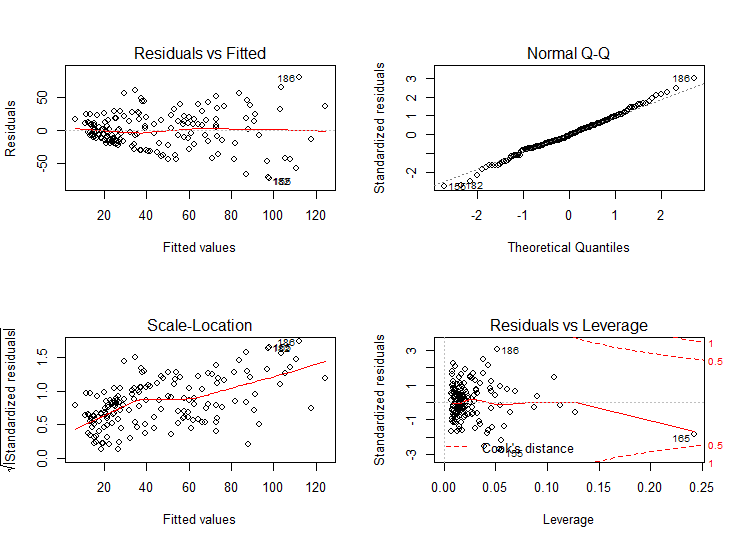 Residuals vs Fitted
Residuals
50
0
-50
20 40 60 80 100 120
Fitted values
186
Normal Q-Q
Standardized residuals
3
2
1
0
-2
-2 -1 0 1 2
Theoretical Quantiles
186
182
Scale-Location
√|Standardized residuals|
1.5
1.0
0.5
0.0
20 40 60 80 100 120
Fitted values
186
Residuals vs Leverage
Standardized residuals
3
1
0
-2
-3
0.00 0.05 0.10 0.15 0.20 0.25
Leverage
186
165
Cook's distance
1
0.5
0.5
1